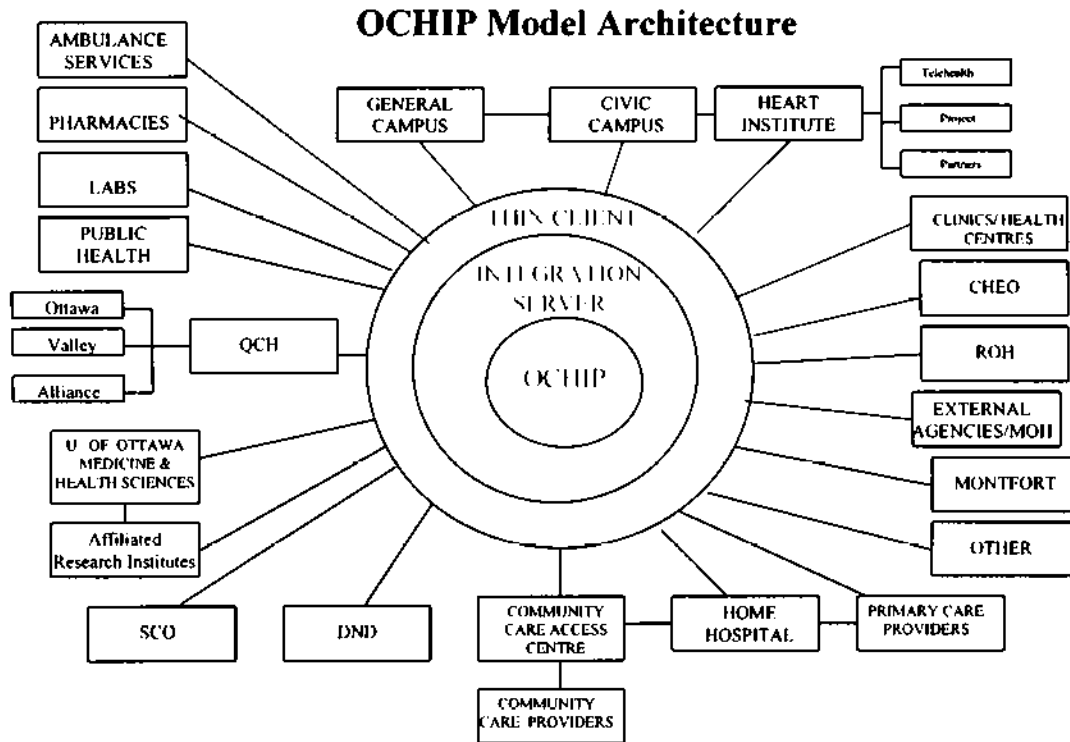 OCHIP Model Architecture
AMBULANCE
SERVICES
PHARMACIES
LABS
PUBLIC
HEALTH
GENERAL
CAMPUS
CIVIC
CAMPUS
HEART
INSTITUTE
Telehealth
Project
Partners
THIN CLIENT
INTEGRATION
SERVER
OCHIP
CLINICS/HEALTH
CENTRES
CHEO
ROH
EXTERNAL
AGENCIES/MOH
MONTFORT
OTHER
Ottawa
Valley
Alliance
QCH
U OF OTTAWA
MEDICINE &
HEALTH SCIENCES
Affiliated
Research Institutes
SCO
DND
COMMUNITY
CARE ACCESS
CENTRE
HOME
HOSPITAL
PRIMARY CARE
PROVIDERS
COMMUNITY
CARE PROVIDERS